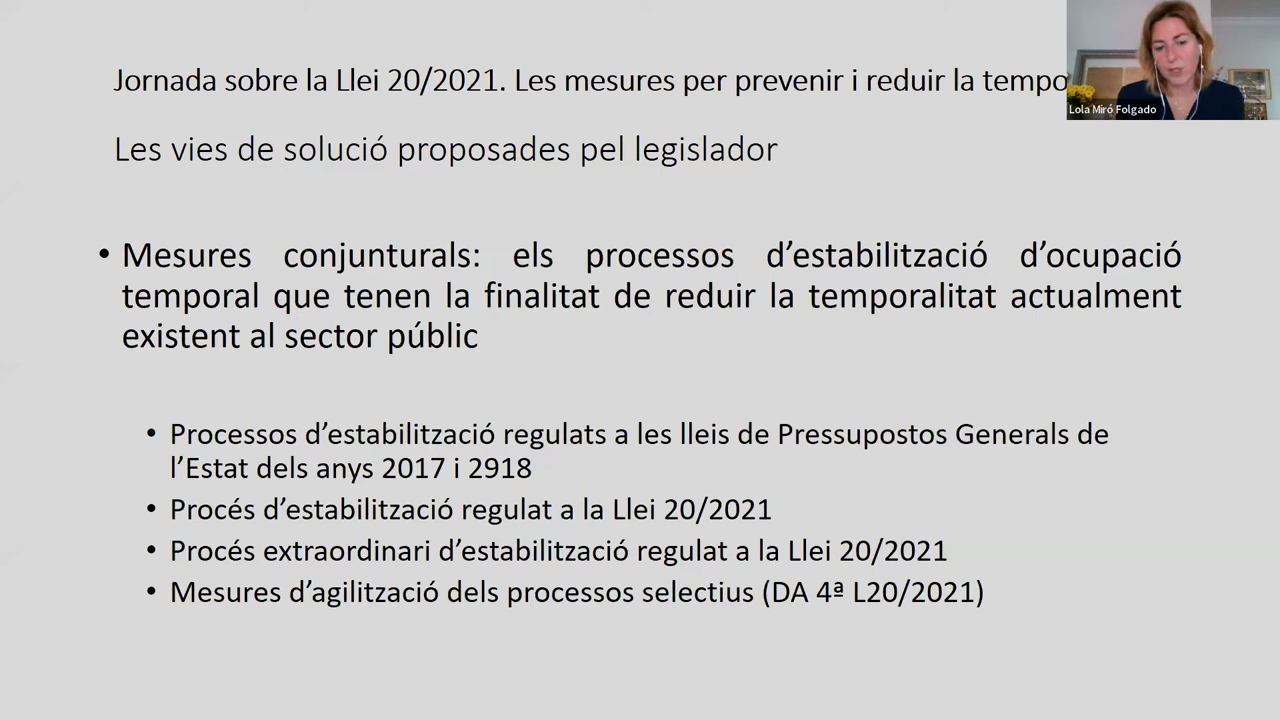 Jornada sobre la Llei 20/2021. Les mesures per prevenir i reduir la tempo
Lola Miró Folgado
Les vies de solució proposades pel legislador
• Mesures conjunturals: els processos d'estabilització d'ocupació
temporal que tenen la finalitat de reduir la temporalitat actualment
existent al sector públic
• Processos d'estabilització regulats a les lleis de Pressupostos Generals de
l'Estat dels anys 2017 i 2918
• Procés d'estabilització regulat a la Llei 20/2021
• Procés extraordinari d'estabilització regulat a la Llei 20/2021
• Mesures d'agilització dels processos selectius (DA 4ª L20/2021)